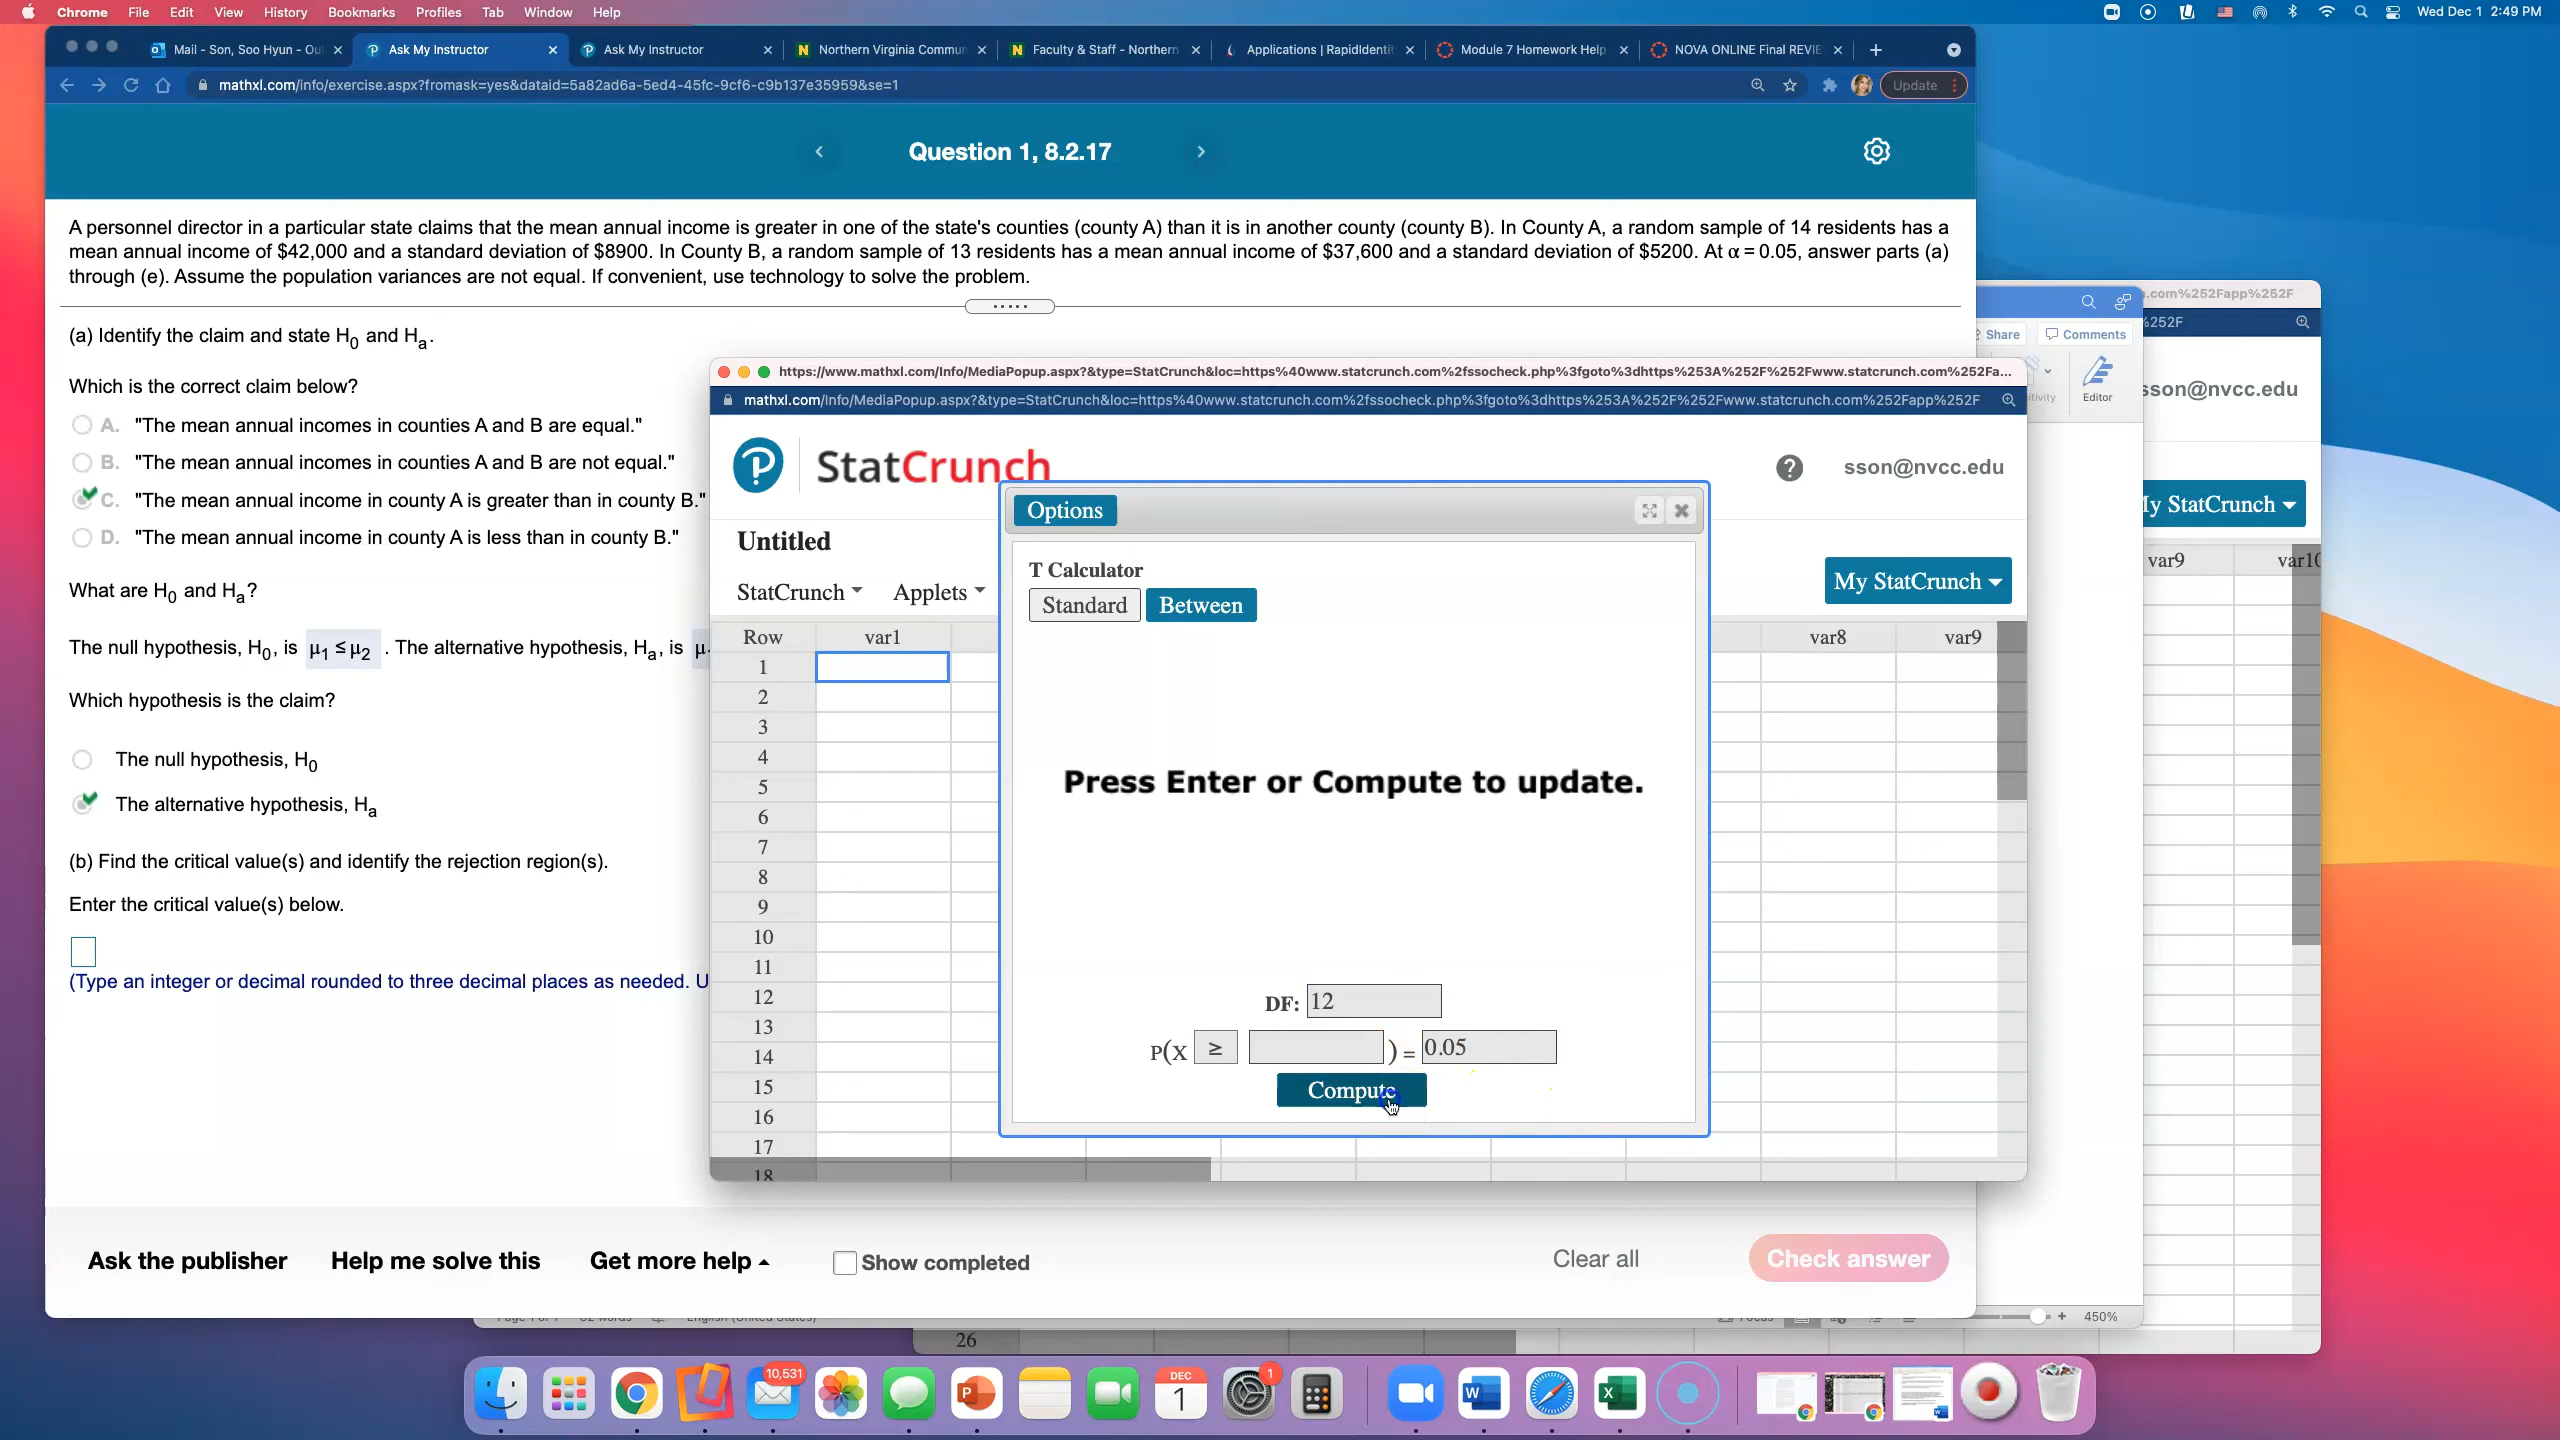 Chrome File Edit View History Bookmarks Profiles Tab Window Help Wed Dec 1 2:49 PM
Mail - Son, Soo Hyun - Ou Ask My Instructor Ask My Instructor Northern Virginia Commun Faculty & Staff - Northern Applications | RapidIdentit Module 7 Homework Help NOVA ONLINE Final REVIE
mathxl.com/info/exercise.aspx?fromask=yes&dataid=5a82ad6a-5ed4-45fc-9cf6-c9b137e35959&se=1 Update
Question 1, 8.2.17
A personnel director in a particular state claims that the mean annual income is greater in one of the state's counties (county A) than it is in another county (county B). In County A, a random sample of 14 residents has a
mean annual income of $42,000 and a standard deviation of $8900. In County B, a random sample of 13 residents has a mean annual income of $37,600 and a standard deviation of $5200. At α = 0.05, answer parts (a)
through (e). Assume the population variances are not equal. If convenient, use technology to solve the problem.
(a) Identify the claim and state H0 and Ha.
Which is the correct claim below?
A. "The mean annual incomes in counties A and B are equal."
B. "The mean annual incomes in counties A and B are not equal."
C. "The mean annual income in county A is greater than in county B."
D. "The mean annual income in county A is less than in county B."
What are H0 and Ha?
The null hypothesis, H0, is μ1 ≤ μ2 . The alternative hypothesis, Ha, is μ
Which hypothesis is the claim?
The null hypothesis, H0
The alternative hypothesis, Ha
(b) Find the critical value(s) and identify the rejection region(s).
Enter the critical value(s) below.
(Type an integer or decimal rounded to three decimal places as needed. U
Ask the publisher Help me solve this Get more help Show completed Clear all Check answer
https://www.mathxl.com/Info/MediaPopup.aspx?&type=StatCrunch&loc=https%40www.statcrunch.com%2fssocheck.php%3fgoto%3dhttps%253A%252F%252Fwww.statcrunch.com%252Fa...
mathxl.com/Info/MediaPopup.aspx?&type=StatCrunch&loc=https%40www.statcrunch.com%2fssocheck.php%3fgoto%3dhttps%253A%252F%252Fwww.statcrunch.com%252Fapp%252F
P StatCrunch ? sson@nvcc.edu
Untitled
StatCrunch Applets My StatCrunch
Row var1 var8 var9
1
2
3
4
5
6
7
8
9
10
11
12
13
14
15
16
17
18
Options
T Calculator
Standard Between
Press Enter or Compute to update.
DF: 12
P(X ≥ ) = 0.05
Compute
.com%252Fapp%252F
%252F
Share Comments
Editor
sson@nvcc.edu
My StatCrunch
var9 var10
450%
26
10,531
DEC
1
1